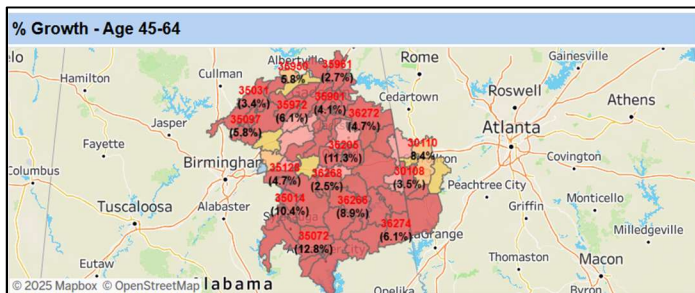 % Growth - Age 45-64
Rome
Gainesville
Hamilton
Cullman
Albertville
35950
5.8%
35961
(2.7%)
Roswell
35031
(3.4%)
35972
(6.1%)
35901
(4.1%)
Cedartown
Athens
Jasper
35097
(5.8%)
36272
(4.7%)
Fayette
Atlanta
36205
(11.3%)
30110
8.4%
Covington
Birmingham
Columbus
36268
(2.5%)
(4.7%)
30108
(3.5%)
Peachtree City
Tuscaloosa
Alabaster
35014
(10.4%)
36266
(8.9%)
Griffin
Monticello
Milledgeville
36274
(6.1%)
LaGrange
35072
(12.8%)
Thomaston
Macon
Eutaw
Opelika
© 2025 Mapbox © OpenStreetMap